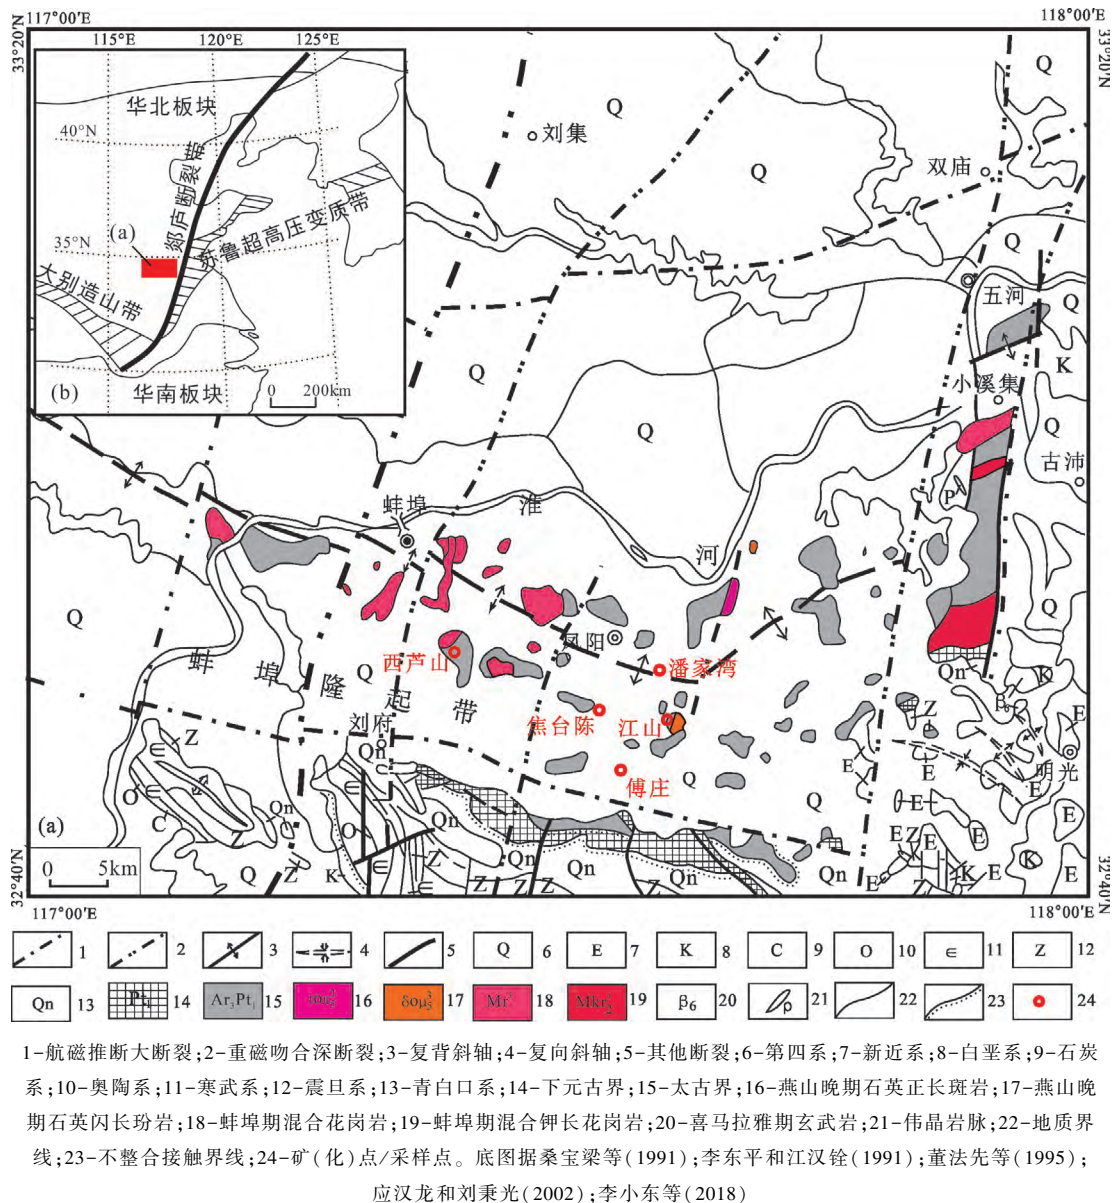 117°00′E
118°00′E
33°20′N
33°20′N
115°E
120°E
125°E
华北板块
40°N
郯庐断裂带
(a)
35°N
苏鲁超高压变质带
大别造山带
(b)
华南板块
0 200km
Q
Q
刘集
Q
双庙
Q
五河
Q
K
小溪集
Q
Q
Q
古沛
ρ
蚌埠
淮
河
Q
Q
凤阳
西芦山
潘家湾
Q
蚌埠隆起带
焦台陈
江山
刘府
Qn
傅庄
Q
Q
Qn
K
β₆
Z
E
明光
E
E
E
E
E
E
Z
E
E
K
E
E
Z
K
Z
∈
Z
∈
O
C
Z
Qn
Q
Z
(a)
0 5km
∈
O
K
∈
Qn
Z
Z
Qn
Z
Z
Qn
Qn
Z
Qn
32°40′N
32°40′N
117°00′E
118°00′E
1 2 3 4 5 Q 6 E 7 K 8 C 9 O 10 ∈ 11 Z 12
Qn 13 Pt₁ 14 Ar₃Pt₁ 15 16 δομ₅³ 17 18 19 β₆ 20 ρ 21 22 23 24
1-航磁推断大断裂;2-重磁吻合深断裂;3-复背斜轴;4-复向斜轴;5-其他断裂;6-第四系;7-新近系;8-白垩系;9-石炭
系;10-奥陶系;11-寒武系;12-震旦系;13-青白口系;14-下元古界;15-太古界;16-燕山晚期石英正长斑岩;17-燕山晚
期石英闪长玢岩;18-蚌埠期混合花岗岩;19-蚌埠期混合钾长花岗岩;20-喜马拉雅期玄武岩;21-伟晶岩脉;22-地质界
线;23-不整合接触界线;24-矿(化)点/采样点。底图据桑宝梁等(1991);李东平和江汉铨(1991);董法先等(1995);
应汉龙和刘秉光(2002);李小东等(2018)